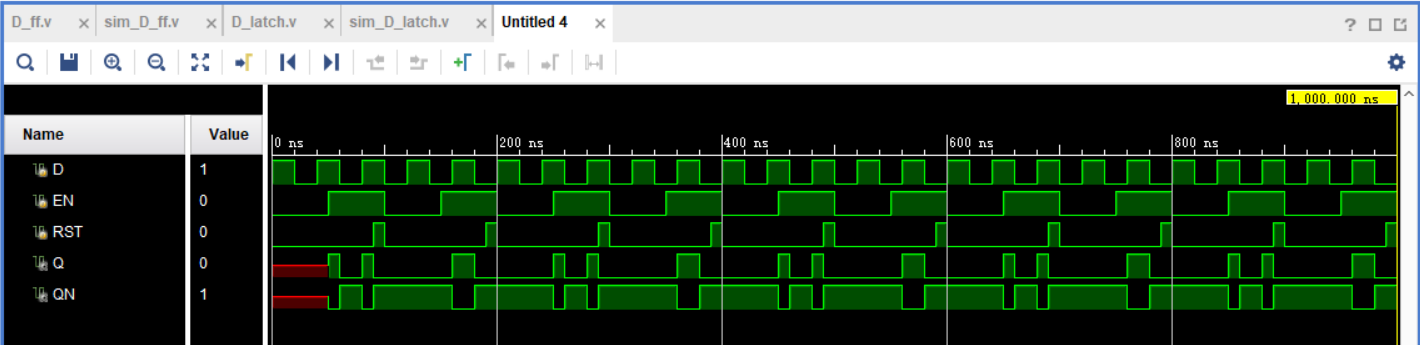 D_ff.v × sim_D_ff.v × D_latch.v × sim_D_latch.v × Untitled 4 ×
1,000.000 ns
Name Value
0 ns 200 ns 400 ns 600 ns 800 ns
D 1
EN 0
RST 0
Q 0
QN 1